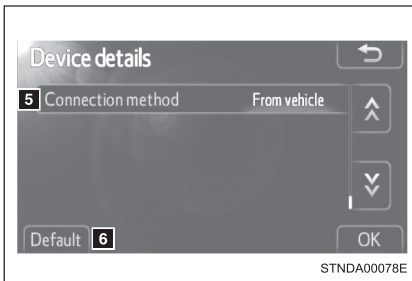 Device details
5 Connection method From vehicle
Default 6 OK
STNDA00078E